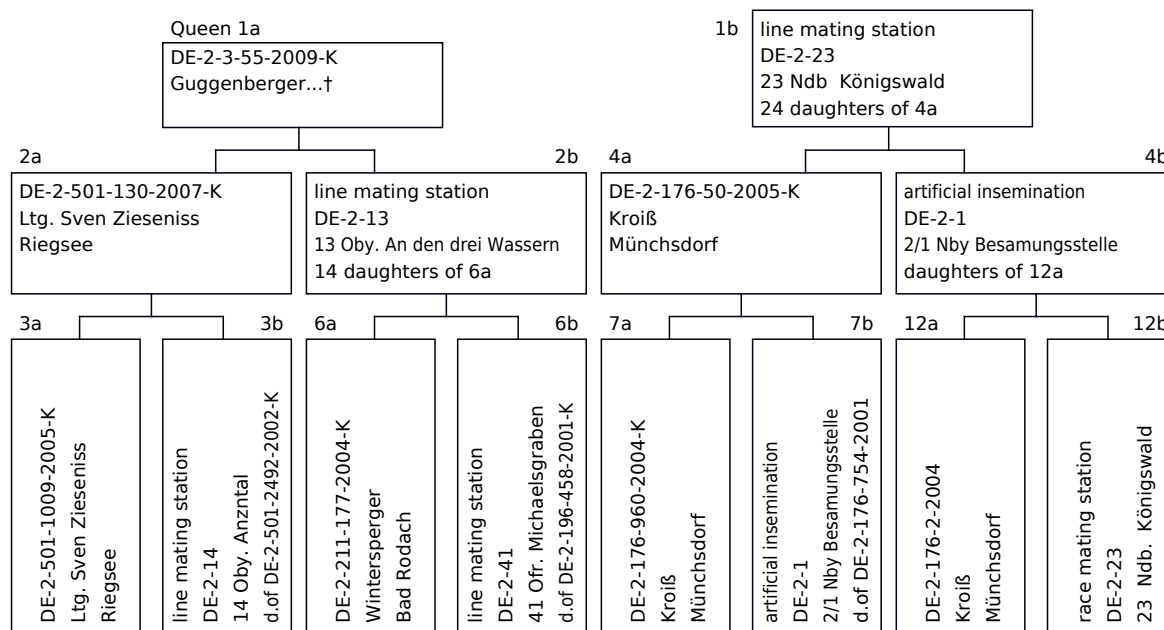 Queen 1a
DE-2-3-55-2009-K
Guggenberger...†
1b
line mating station
DE-2-23
23 Ndb Königswald
24 daughters of 4a
2a
DE-2-501-130-2007-K
Ltg. Sven Zieseniss
Riegsee
2b
line mating station
DE-2-13
13 Oby. An den drei Wassern
14 daughters of 6a
4a
DE-2-176-50-2005-K
Kroiß
Münchsdorf
4b
artificial insemination
DE-2-1
2/1 Nby Besamungsstelle
daughters of 12a
3a
DE-2-501-1009-2005-K
Ltg. Sven Zieseniss
Riegsee
3b
line mating station
DE-2-14
14 Oby. Anzntal
d.of DE-2-501-2492-2002-K
6a
DE-2-211-177-2004-K
Wintersperger
Bad Rodach
6b
line mating station
DE-2-41
41 Ofr. Michaelsgraben
d.of DE-2-196-458-2001-K
7a
DE-2-176-960-2004-K
Kroiß
Münchsdorf
7b
artificial insemination
DE-2-1
2/1 Nby Besamungsstelle
d.of DE-2-176-754-2001
12a
DE-2-176-2-2004
Kroiß
Münchsdorf
12b
race mating station
DE-2-23
23 Ndb. Königswald